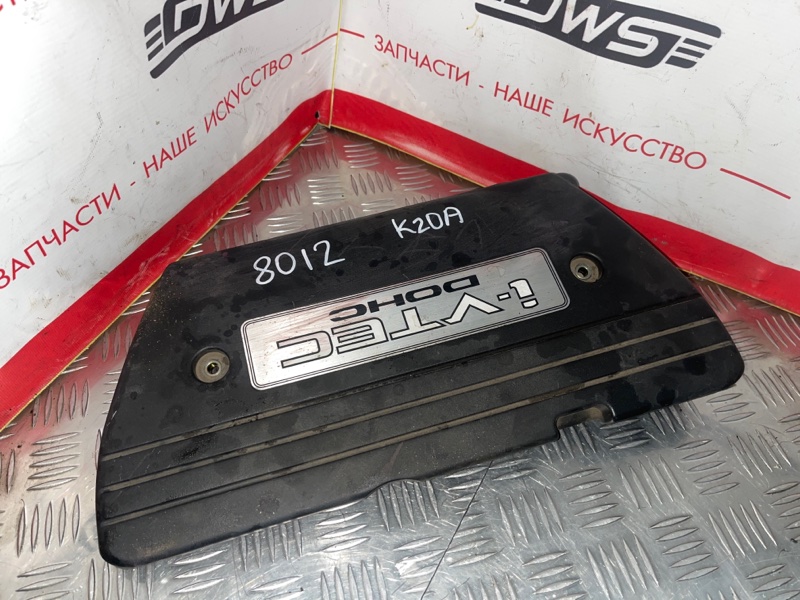 DWS
DWS
ЗАПЧАСТИ - НАШЕ ИСКУССТВО
ЗАПЧАСТИ - НАШЕ ИСКУССТВО
8012
K20A
i-VTEC
DOHC